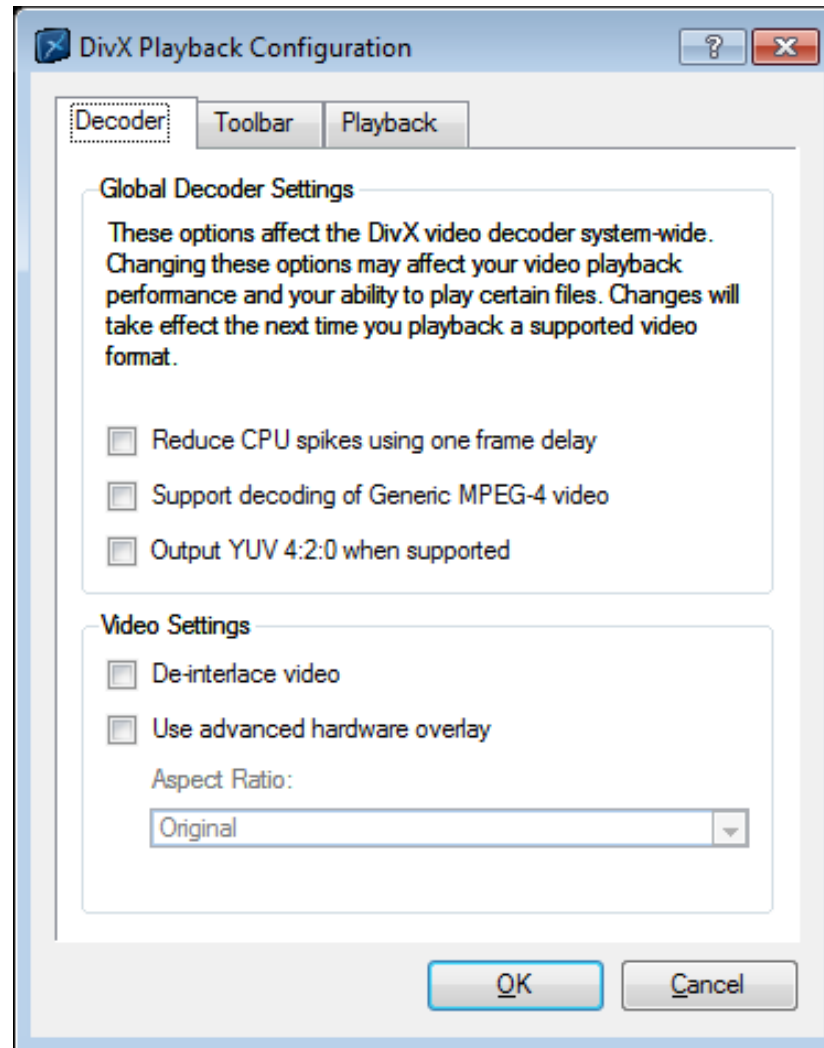 DivX Playback Configuration
Decoder Toolbar Playback
Global Decoder Settings
These options affect the DivX video decoder system-wide.
Changing these options may affect your video playback
performance and your ability to play certain files. Changes will
take effect the next time you playback a supported video
format.
Reduce CPU spikes using one frame delay
Support decoding of Generic MPEG-4 video
Output YUV 4:2:0 when supported
Video Settings
De-interlace video
Use advanced hardware overlay
Aspect Ratio:
Original
OK Cancel